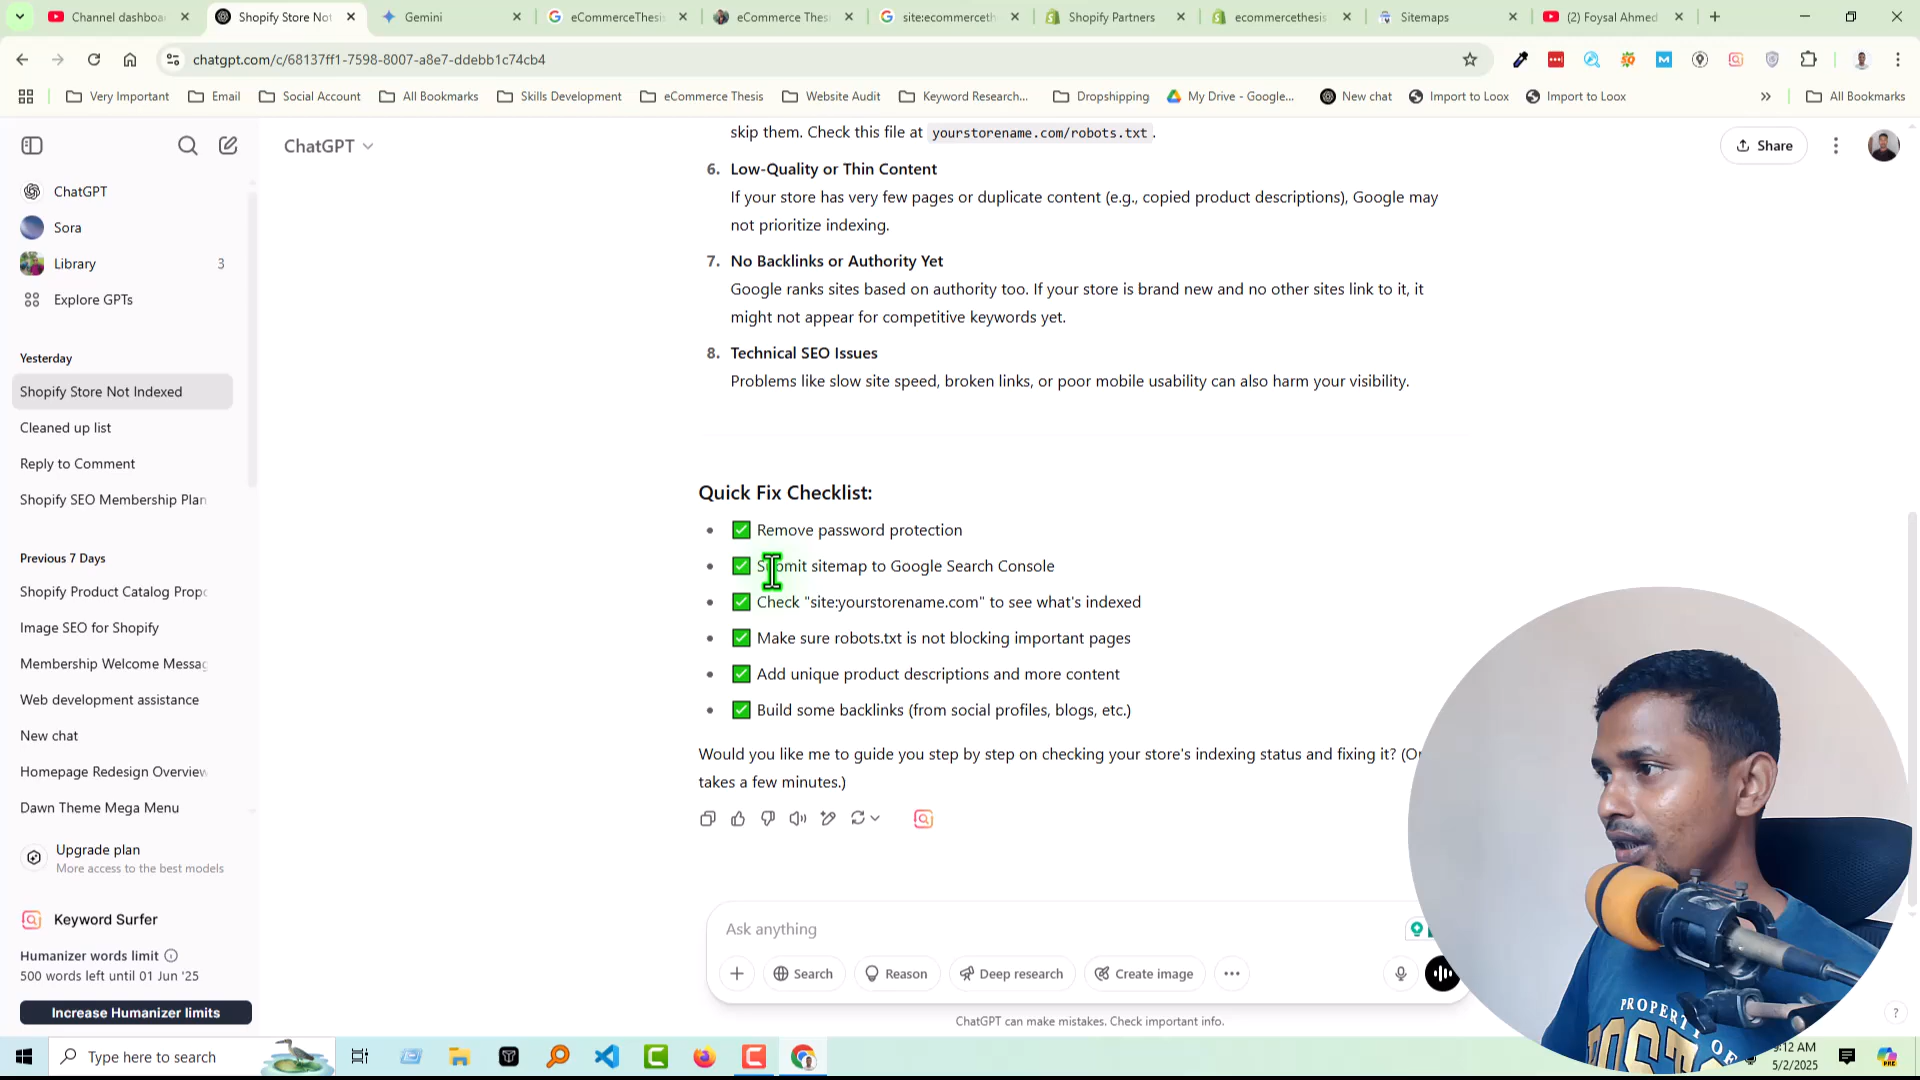 Channel dashboa
Shopify Store Not
Gemini
eCommerceThesi
eCommerce Thes
site:ecommerceth
Shopify Partners
ecommercethesis
Sitemaps
(2) Foysal Ahmed
chatgpt.com/c/68137ff1-7598-8007-a8e7-ddebb1c74cb4
Very Important
Email
Social Account
All Bookmarks
Skills Development
eCommerce Thesis
Website Audit
Keyword Research...
Dropshipping
My Drive - Google...
New chat
Import to Loox
Import to Loox
All Bookmarks
ChatGPT
Share
ChatGPT
Sora
Library 3
Explore GPTs
Yesterday
Shopify Store Not Indexed
Cleaned up list
Reply to Comment
Shopify SEO Membership Plan
Previous 7 Days
Shopify Product Catalog Propo
Image SEO for Shopify
Membership Welcome Messag
Web development assistance
New chat
Homepage Redesign Overview
Dawn Theme Mega Menu
Upgrade plan
More access to the best models
Keyword Surfer
Humanizer words limit
500 words left until 01 Jun '25
Increase Humanizer limits
skip them. Check this file at yourstorename.com/robots.txt .
6. Low-Quality or Thin Content
If your store has very few pages or duplicate content (e.g., copied product descriptions), Google may
not prioritize indexing.
7. No Backlinks or Authority Yet
Google ranks sites based on authority too. If your store is brand new and no other sites link to it, it
might not appear for competitive keywords yet.
8. Technical SEO Issues
Problems like slow site speed, broken links, or poor mobile usability can also harm your visibility.
Quick Fix Checklist:
Remove password protection
Submit sitemap to Google Search Console
Check "site:yourstorename.com" to see what's indexed
Make sure robots.txt is not blocking important pages
Add unique product descriptions and more content
Build some backlinks (from social profiles, blogs, etc.)
Would you like me to guide you step by step on checking your store's indexing status and fixing it? (O
takes a few minutes.)
Ask anything
Search
Reason
Deep research
Create image
ChatGPT can make mistakes. Check important info.
PROPERTY OF
Type here to search
:12 AM
5/2/2025